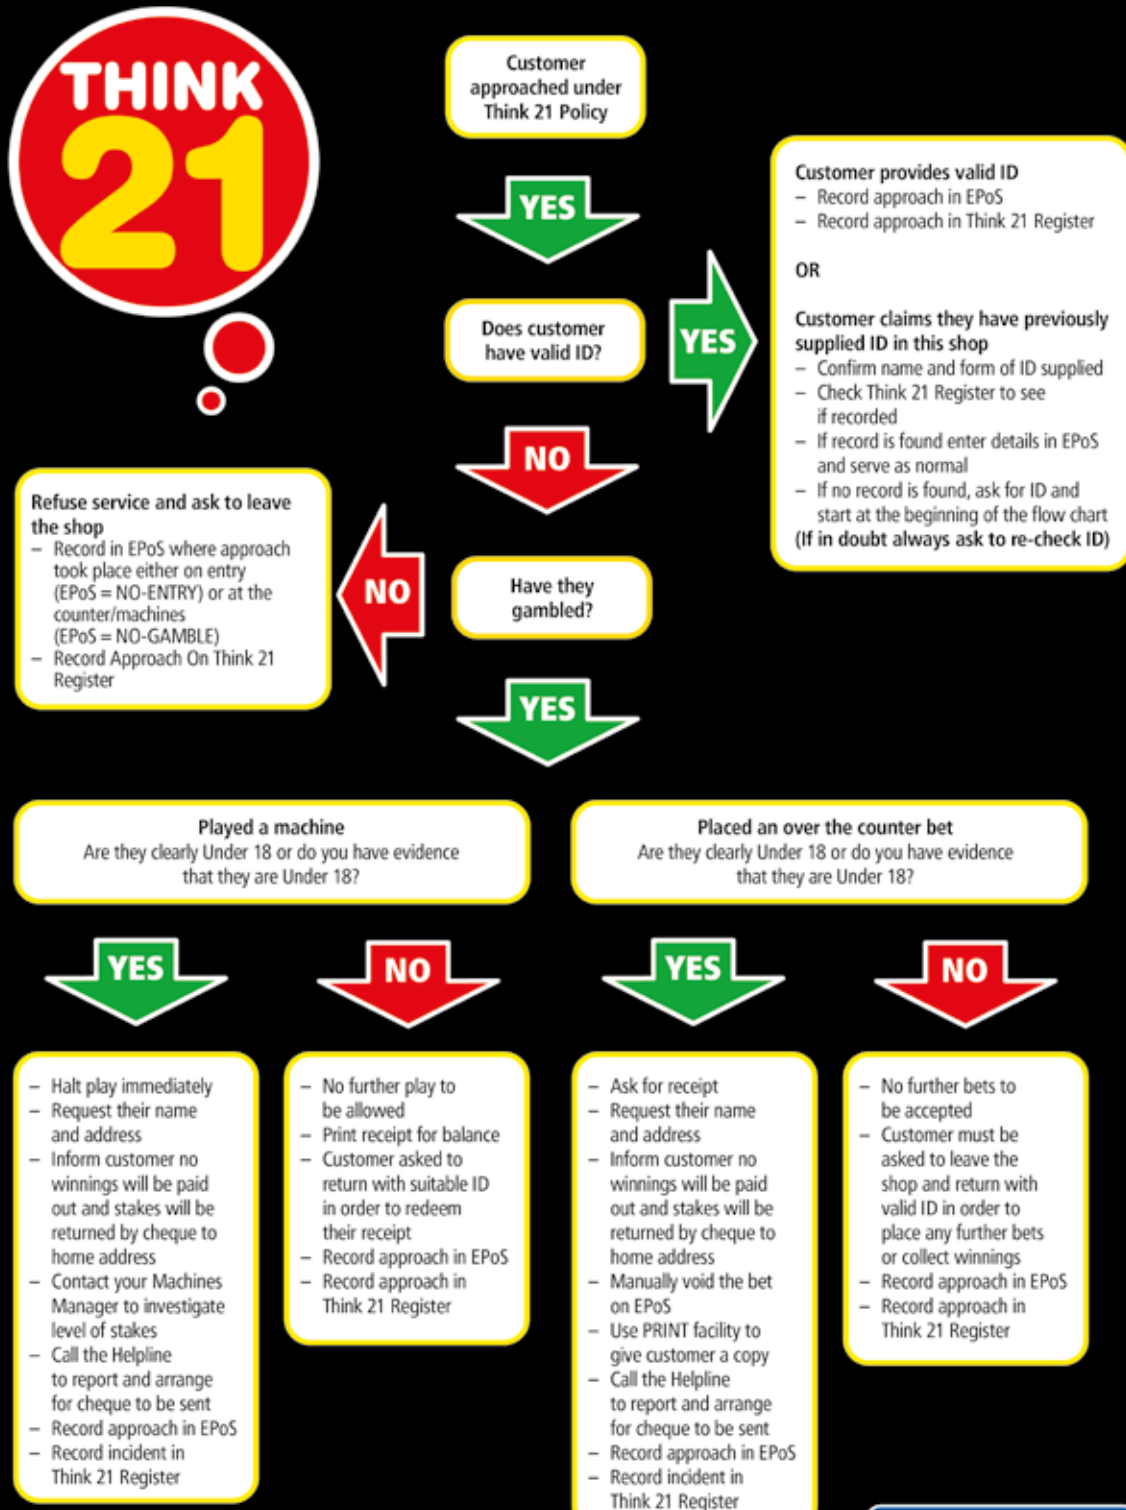 THINK
21
Customer
approached under
Think 21 Policy
YES
Does customer
have valid ID?
YES
Customer provides valid ID
– Record approach in EPoS
– Record approach in Think 21 Register
OR
Customer claims they have previously
supplied ID in this shop
– Confirm name and form of ID supplied
– Check Think 21 Register to see
if recorded
– If record is found enter details in EPoS
and serve as normal
– If no record is found, ask for ID and
start at the beginning of the flow chart
(If in doubt always ask to re-check ID)
NO
Have they
gambled?
NO
Refuse service and ask to leave
the shop
– Record in EPoS where approach
took place either on entry
(EPoS = NO-ENTRY) or at the
counter/machines
(EPoS = NO-GAMBLE)
– Record Approach On Think 21
Register
YES
Played a machine
Are they clearly Under 18 or do you have evidence
that they are Under 18?
YES
– Halt play immediately
– Request their name
and address
– Inform customer no
winnings will be paid
out and stakes will be
returned by cheque to
home address
– Contact your Machines
Manager to investigate
level of stakes
– Call the Helpline
to report and arrange
for cheque to be sent
– Record approach in EPoS
– Record incident in
Think 21 Register
NO
– No further play to
be allowed
– Print receipt for balance
– Customer asked to
return with suitable ID
in order to redeem
their receipt
– Record approach in EPoS
– Record approach in
Think 21 Register
Placed an over the counter bet
Are they clearly Under 18 or do you have evidence
that they are Under 18?
YES
– Ask for receipt
– Request their name
and address
– Inform customer no
winnings will be paid
out and stakes will be
returned by cheque to
home address
– Manually void the bet
on EPoS
– Use PRINT facility to
give customer a copy
– Call the Helpline
to report and arrange
for cheque to be sent
– Record approach in EPoS
– Record incident in
Think 21 Register
NO
– No further bets to
be accepted
– Customer must be
asked to leave the
shop and return with
valid ID in order to
place any further bets
or collect winnings
– Record approach in EPoS
– Record approach in
Think 21 Register